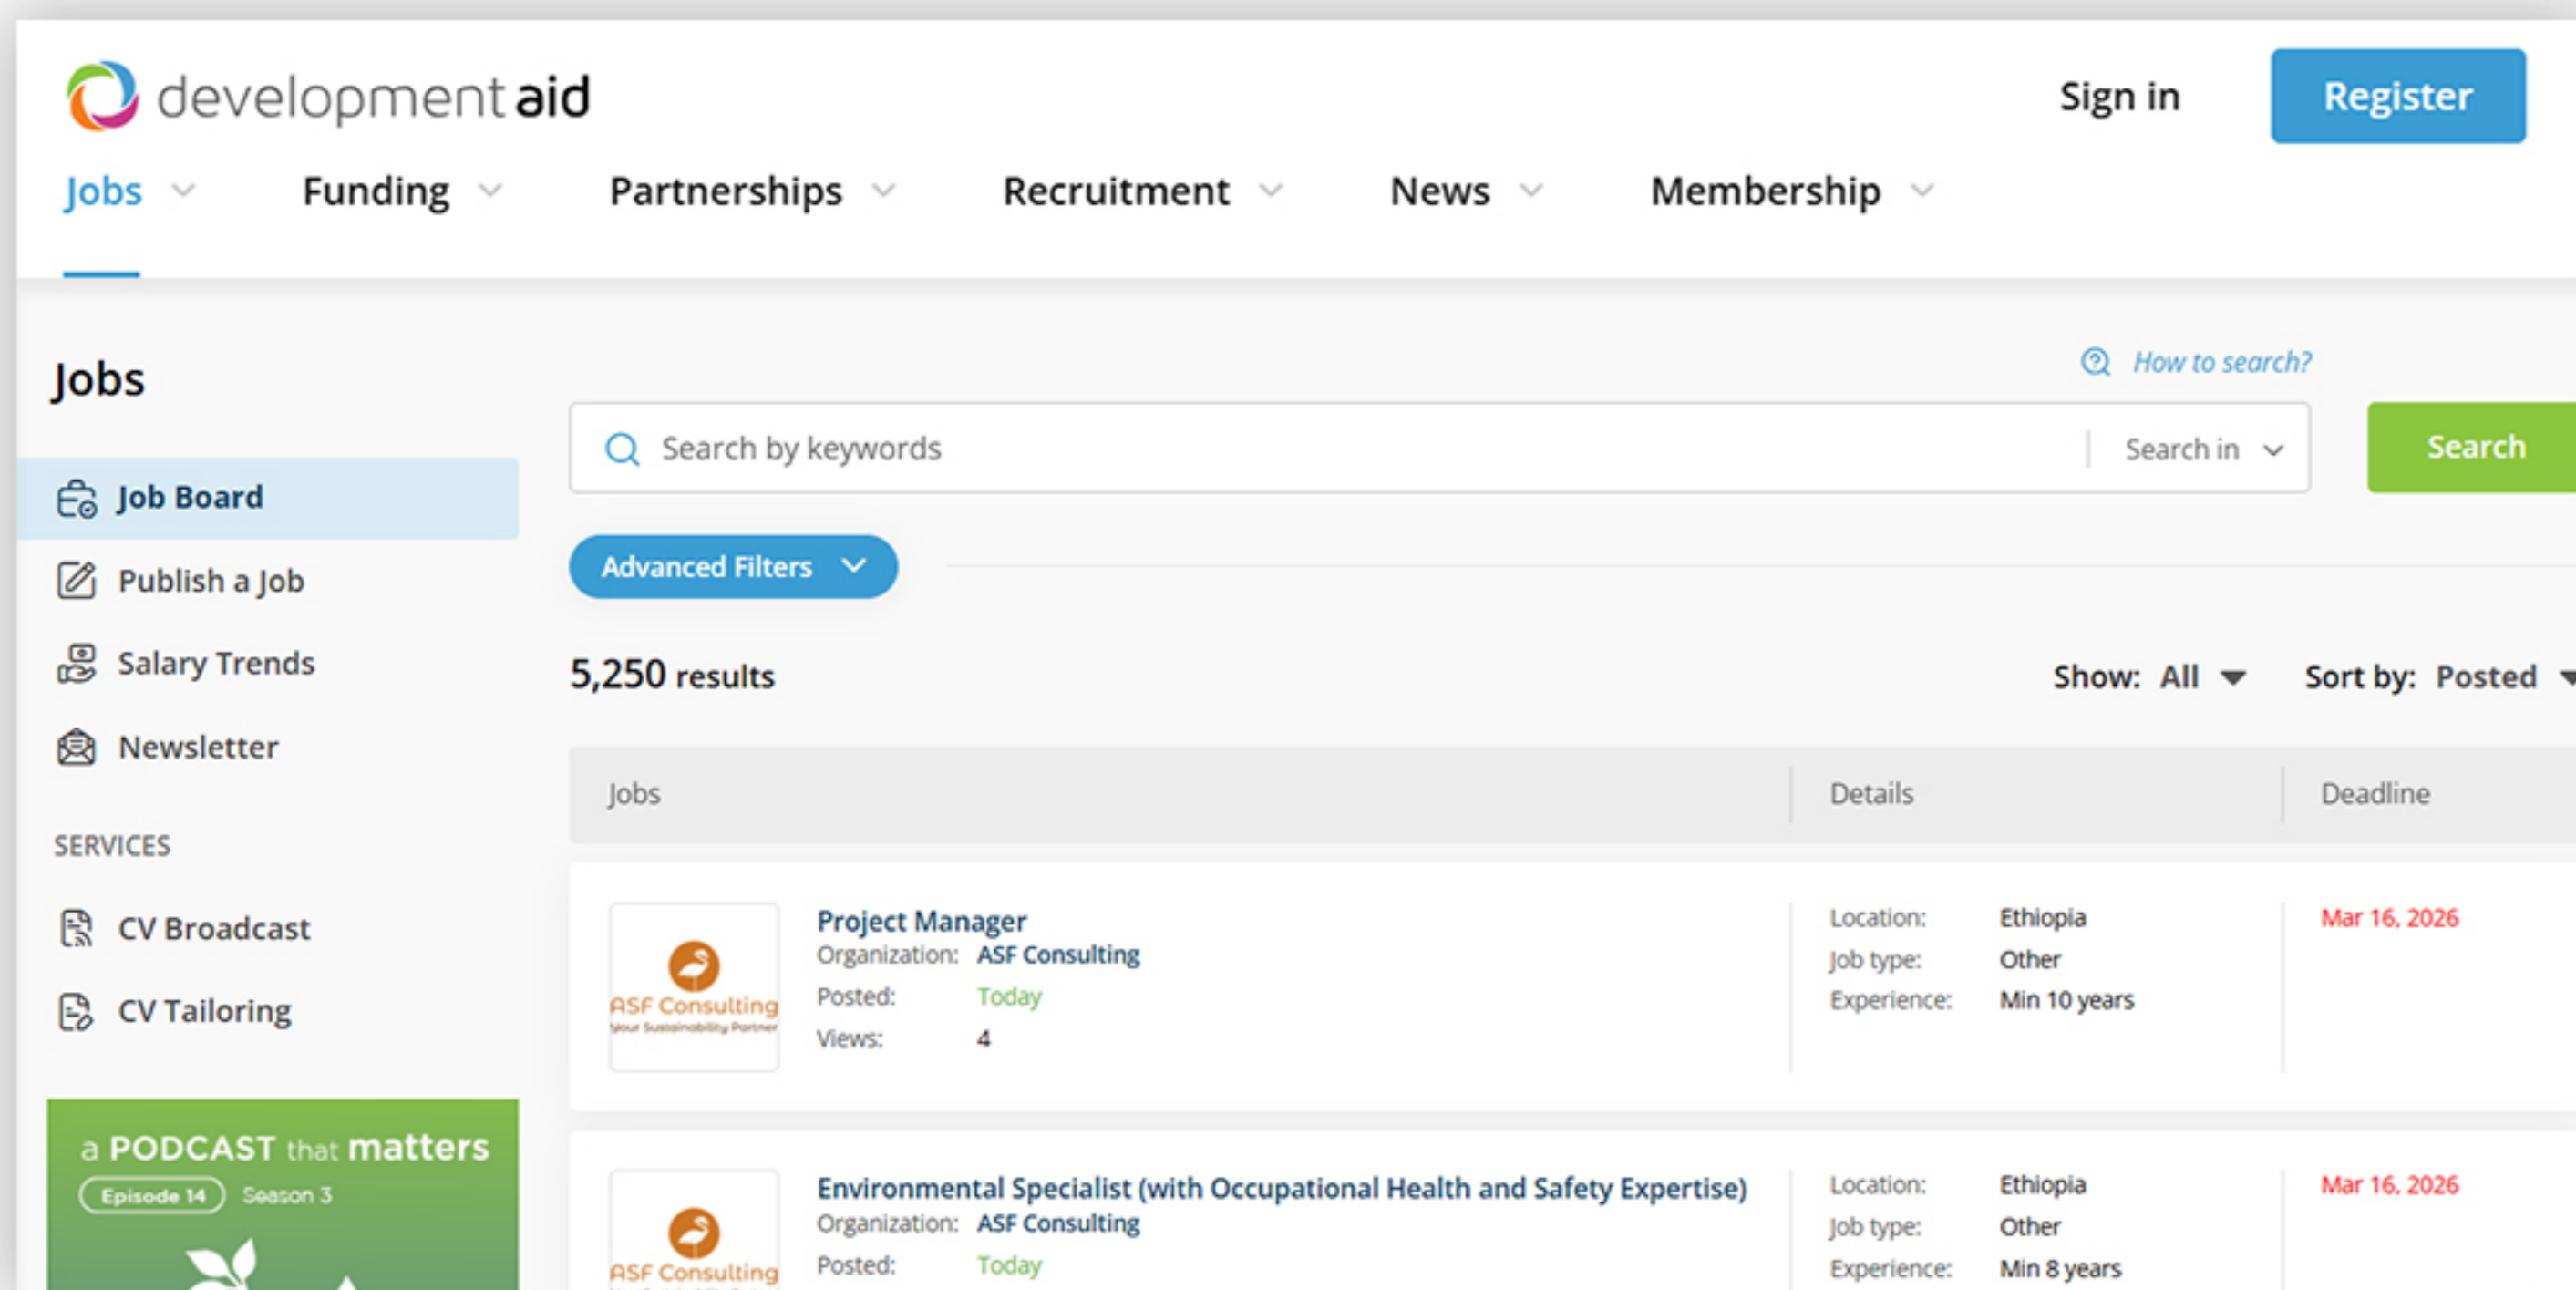 developmentaid
Sign in
Register
Jobs
Funding
Partnerships
Recruitment
News
Membership
Jobs
How to search?
Search by keywords
Search in
Search
Job Board
Publish a Job
Salary Trends
Newsletter
SERVICES
CV Broadcast
CV Tailoring
a PODCAST that matters
Episode 14 Season 3
Advanced Filters
5,250 results
Show: All
Sort by: Posted
Jobs
Details
Deadline
ASF Consulting
Your Sustainability Partner
Project Manager
Organization: ASF Consulting
Posted: Today
Views: 4
Location: Ethiopia
Job type: Other
Experience: Min 10 years
Mar 16, 2026
ASF Consulting
Environmental Specialist (with Occupational Health and Safety Expertise)
Organization: ASF Consulting
Posted: Today
Location: Ethiopia
Job type: Other
Experience: Min 8 years
Mar 16, 2026